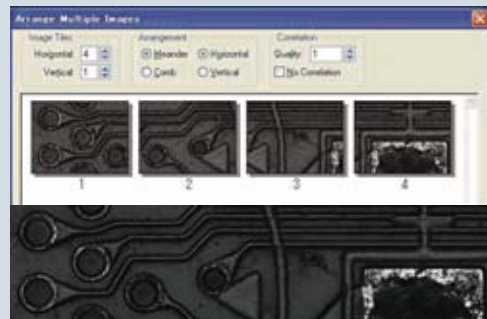 Arrange Multiple Images
Image Tiles Arrangement Correlation
Horizontal 4 Meander Horizontal Quality: 1
Vertical 1 Comb Vertical No Correlation
1 2 3 4